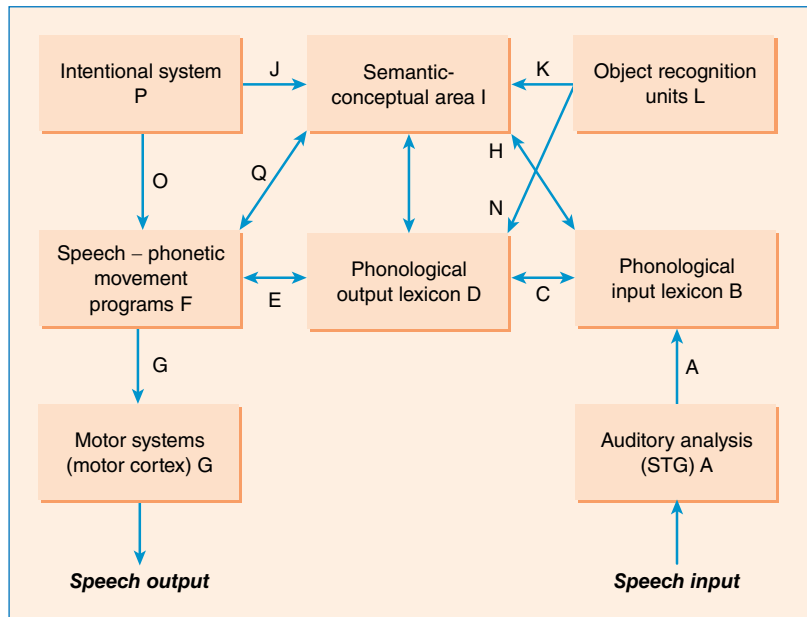 Intentional system
P
J
Semantic-
conceptual area I
K
Object recognition
units L
O
Q
H
N
Speech – phonetic
movement
programs F
E
Phonological
output lexicon D
C
Phonological
input lexicon B
G
A
Motor systems
(motor cortex) G
Auditory analysis
(STG) A
Speech output
Speech input